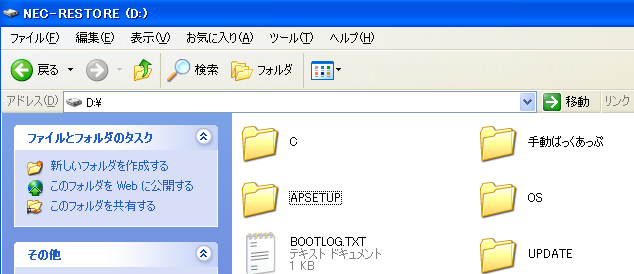 NEC-RESTORE (D:)
ファイル(F) 編集(E) 表示(V) お気に入り(A) ツール(T) ヘルプ(H)
戻る 検索 フォルダ
アドレス(D) D:¥ 移動 リンク
ファイルとフォルダのタスク
新しいフォルダを作成する
このフォルダを Web に公開する
このフォルダを共有する
その他
C 手動ばっくあっぷ
APSETUP OS
BOOTLOG.TXT
テキスト ドキュメント
1 KB
UPDATE